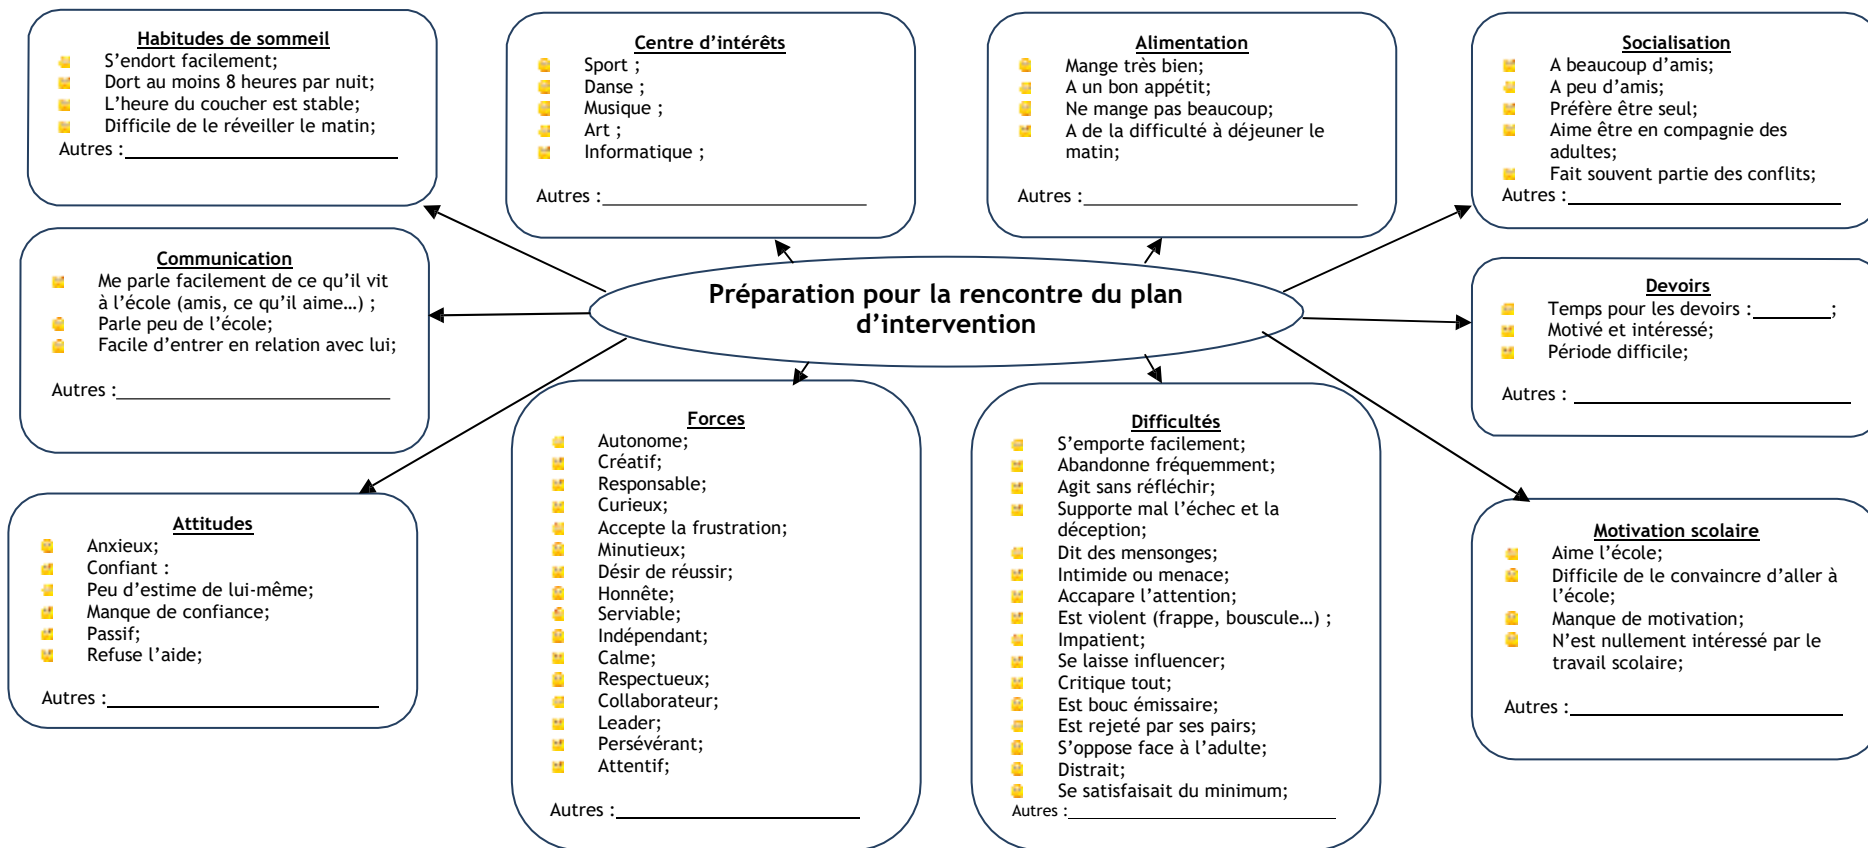 Habitudes de sommeil
S'endort facilement;
Dort au moins 8 heures par nuit;
L'heure du coucher est stable;
Difficile de le réveiller le matin;
Autres :
Centre d'intérêts
Sport ;
Danse ;
Musique ;
Art ;
Informatique ;
Autres :
Alimentation
Mange très bien;
A un bon appétit;
Ne mange pas beaucoup;
A de la difficulté à déjeuner le
matin;
Autres :
Socialisation
A beaucoup d'amis;
A peu d'amis;
Préfère être seul;
Aime être en compagnie des
adultes;
Fait souvent partie des conflits;
Autres :
Communication
Me parle facilement de ce qu'il vit
à l'école (amis, ce qu'il aime…) ;
Parle peu de l'école;
Facile d'entrer en relation avec lui;
Autres :
Préparation pour la rencontre du plan
d'intervention
Devoirs
Temps pour les devoirs : ;
Motivé et intéressé;
Période difficile;
Autres :
Attitudes
Anxieux;
Confiant :
Peu d'estime de lui-même;
Manque de confiance;
Passif;
Refuse l'aide;
Autres :
Forces
Autonome;
Créatif;
Responsable;
Curieux;
Accepte la frustration;
Minutieux;
Désir de réussir;
Honnête;
Serviable;
Indépendant;
Calme;
Respectueux;
Collaborateur;
Leader;
Persévérant;
Attentif;
Autres :
Difficultés
S'emporte facilement;
Abandonne fréquemment;
Agit sans réfléchir;
Supporte mal l'échec et la
déception;
Dit des mensonges;
Intimide ou menace;
Accapare l'attention;
Est violent (frappe, bouscule…) ;
Impatient;
Se laisse influencer;
Critique tout;
Est bouc émissaire;
Est rejeté par ses pairs;
S'oppose face à l'adulte;
Distrait;
Se satisfaisait du minimum;
Autres :
Motivation scolaire
Aime l'école;
Difficile de le convaincre d'aller à
l'école;
Manque de motivation;
N'est nullement intéressé par le
travail scolaire;
Autres :